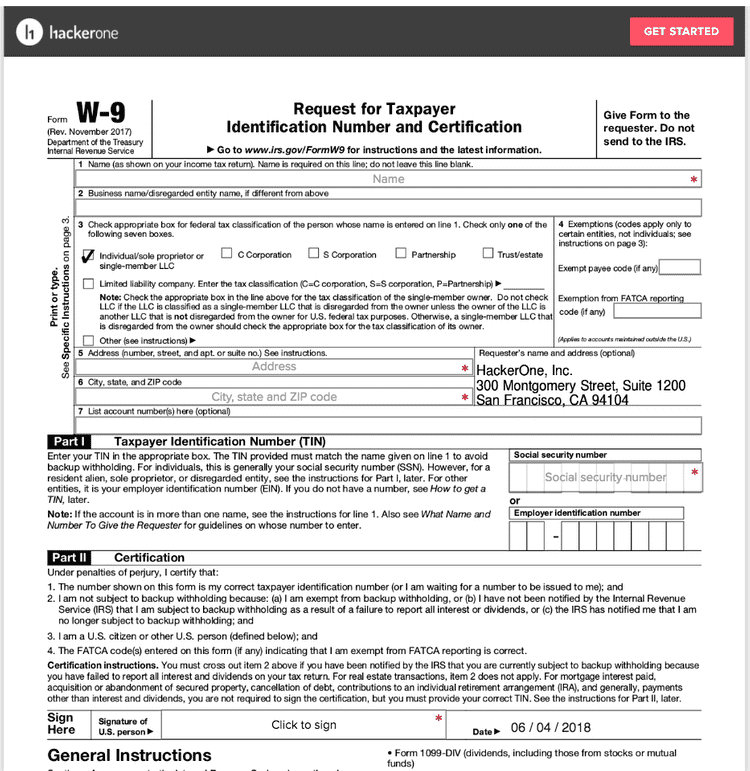 hackerone
GET STARTED
Form W-9
(Rev. November 2017)
Department of the Treasury
Internal Revenue Service
Request for Taxpayer
Identification Number and Certification
▶ Go to www.irs.gov/FormW9 for instructions and the latest information.
Give Form to the
requester. Do not
send to the IRS.
Print or type.
See Specific Instructions on page 3.
1 Name (as shown on your income tax return). Name is required on this line; do not leave this line blank.
Name *
2 Business name/disregarded entity name, if different from above
3 Check appropriate box for federal tax classification of the person whose name is entered on line 1. Check only one of the
following seven boxes.
Individual/sole proprietor or
single-member LLC
C Corporation
S Corporation
Partnership
Trust/estate
Limited liability company. Enter the tax classification (C=C corporation, S=S corporation, P=Partnership) ▶
Note: Check the appropriate box in the line above for the tax classification of the single-member owner. Do not check
LLC if the LLC is classified as a single-member LLC that is disregarded from the owner unless the owner of the LLC is
another LLC that is not disregarded from the owner for U.S. federal tax purposes. Otherwise, a single-member LLC that
is disregarded from the owner should check the appropriate box for the tax classification of its owner.
Other (see instructions) ▶
4 Exemptions (codes apply only to
certain entities, not individuals; see
instructions on page 3):
Exempt payee code (if any)
Exemption from FATCA reporting
code (if any)
(Applies to accounts maintained outside the U.S.)
5 Address (number, street, and apt. or suite no.) See instructions.
Address *
6 City, state, and ZIP code
City, state and ZIP code *
Requester's name and address (optional)
HackerOne, Inc.
300 Montgomery Street, Suite 1200
San Francisco, CA 94104
7 List account number(s) here (optional)
Part I Taxpayer Identification Number (TIN)
Enter your TIN in the appropriate box. The TIN provided must match the name given on line 1 to avoid
backup withholding. For individuals, this is generally your social security number (SSN). However, for a
resident alien, sole proprietor, or disregarded entity, see the instructions for Part I, later. For other
entities, it is your employer identification number (EIN). If you do not have a number, see How to get a
TIN, later.
Note: If the account is in more than one name, see the instructions for line 1. Also see What Name and
Number To Give the Requester for guidelines on whose number to enter.
Social security number
Social security number *
or
Employer identification number
–
Part II Certification
Under penalties of perjury, I certify that:
1. The number shown on this form is my correct taxpayer identification number (or I am waiting for a number to be issued to me); and
2. I am not subject to backup withholding because: (a) I am exempt from backup withholding, or (b) I have not been notified by the Internal Revenue
Service (IRS) that I am subject to backup withholding as a result of a failure to report all interest or dividends, or (c) the IRS has notified me that I am
no longer subject to backup withholding; and
3. I am a U.S. citizen or other U.S. person (defined below); and
4. The FATCA code(s) entered on this form (if any) indicating that I am exempt from FATCA reporting is correct.
Certification instructions. You must cross out item 2 above if you have been notified by the IRS that you are currently subject to backup withholding because
you have failed to report all interest and dividends on your tax return. For real estate transactions, item 2 does not apply. For mortgage interest paid,
acquisition or abandonment of secured property, cancellation of debt, contributions to an individual retirement arrangement (IRA), and generally, payments
other than interest and dividends, you are not required to sign the certification, but you must provide your correct TIN. See the instructions for Part II, later.
Sign
Here
Signature of
U.S. person ▶
Click to sign *
Date ▶ 06 / 04 / 2018
General Instructions
• Form 1099-DIV (dividends, including those from stocks or mutual
funds)